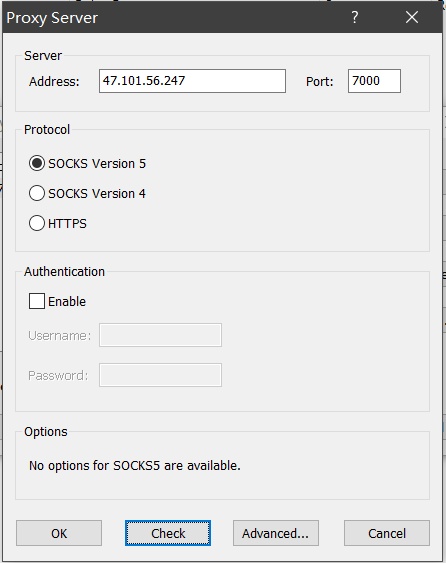 Proxy Server
?
Server
Address: 47.101.56.247 Port: 7000
Protocol
SOCKS Version 5
SOCKS Version 4
HTTPS
Authentication
Enable
Username:
Password:
Options
No options for SOCKS5 are available.
OK Check Advanced... Cancel